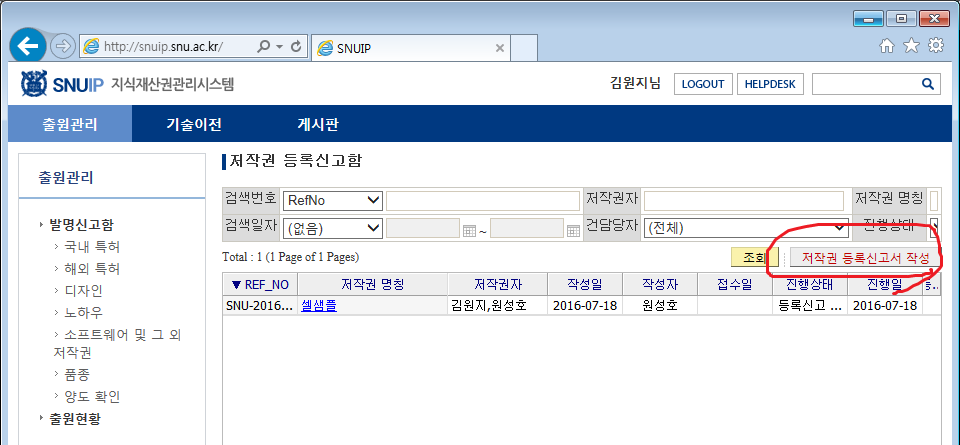 http://snuip.snu.ac.kr/
SNUIP
SNUIP 지식재산권관리시스템
김원지님 LOGOUT HELPDESK
출원관리 기술이전 게시판
출원관리
발명신고함
국내 특허
해외 특허
디자인
노하우
소프트웨어 및 그 외
저작권
품종
양도 확인
출원현황
저작권 등록신고함
검색번호 RefNo 저작권자 저작권 명칭
검색일자 (없음) ~ 건담당자 (전체) 진행상태
Total : 1 (1 Page of 1 Pages) 조회 저작권 등록신고서 작성
▼ REF_NO 저작권 명칭 저작권자 작성일 작성자 접수일 진행상태 진행일
SNU-2016... 셀샘플 김원지,원성호 2016-07-18 원성호 등록신고 ... 2016-07-18